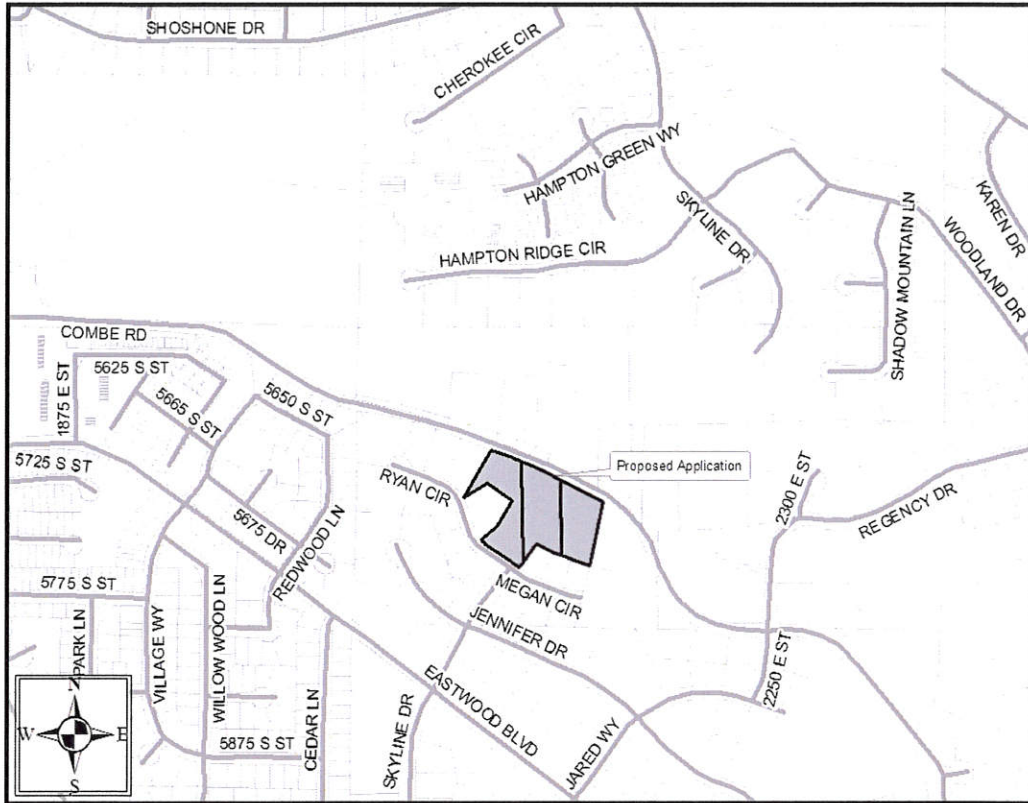 SHOSHONE DR
CHEROKEE CIR
HAMPTON GREEN WY
SKYLINE DR
KAREN DR
WOODLAND DR
SHADOW MOUNTAIN LN
HAMPTON RIDGE CIR
COMBE RD
5625 S ST
1875 E ST
5665 S ST
5650 S ST
5725 S ST
Proposed Application
RYAN CIR
2300 E ST
REGENCY DR
5675 DR
REDWOOD LN
5775 S ST
MEGAN CIR
JENNIFER DR
PARK LN
VILLAGE WY
WILLOW WOOD LN
EASTWOOD BLVD
2250 E ST
5875 S ST
CEDAR LN
SKYLINE DR
JARED WY
N
W
E
S